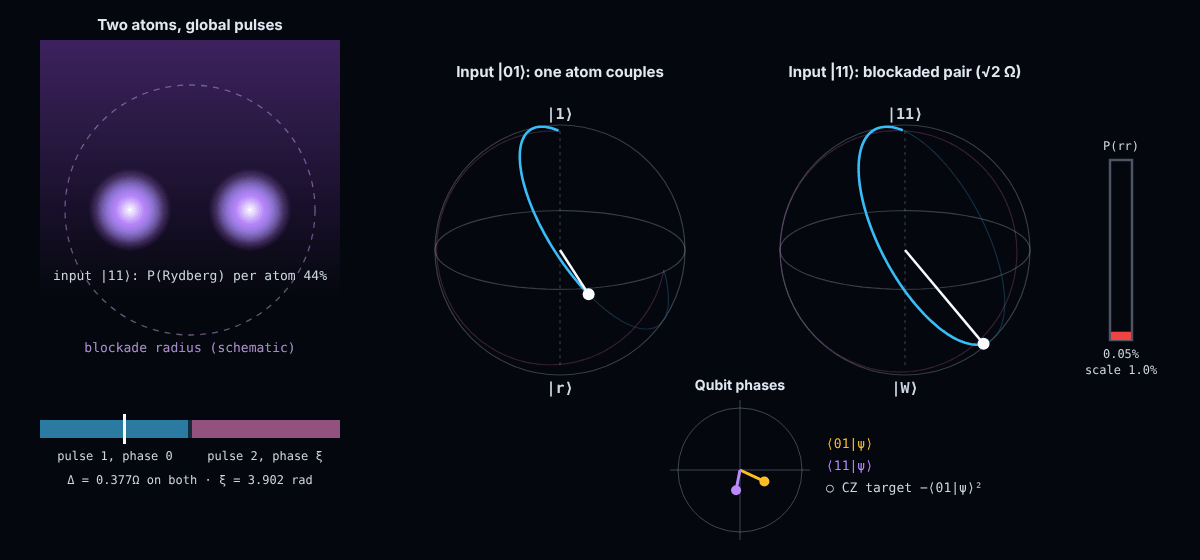 Two atoms, global pulses
input |11⟩: P(Rydberg) per atom 44%
blockade radius (schematic)
pulse 1, phase 0
pulse 2, phase ξ
Δ = 0.377Ω on both · ξ = 3.902 rad
Input |01⟩: one atom couples
|1⟩
|r⟩
Input |11⟩: blockaded pair (√2 Ω)
|11⟩
|W⟩
P(rr)
0.05%
scale 1.0%
Qubit phases
⟨01|ψ⟩
⟨11|ψ⟩
○ CZ target −⟨01|ψ⟩²